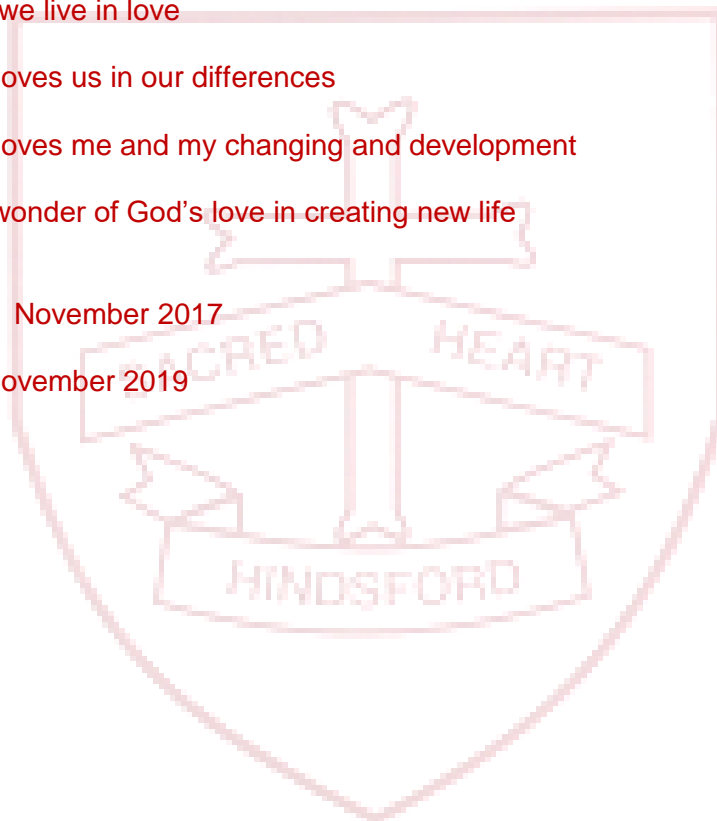 we live in love
oves us in our differences
oves me and my changing and development
wonder of God's love in creating new life
November 2017
ovember 2019
SACRED HEART
HINDSFORD